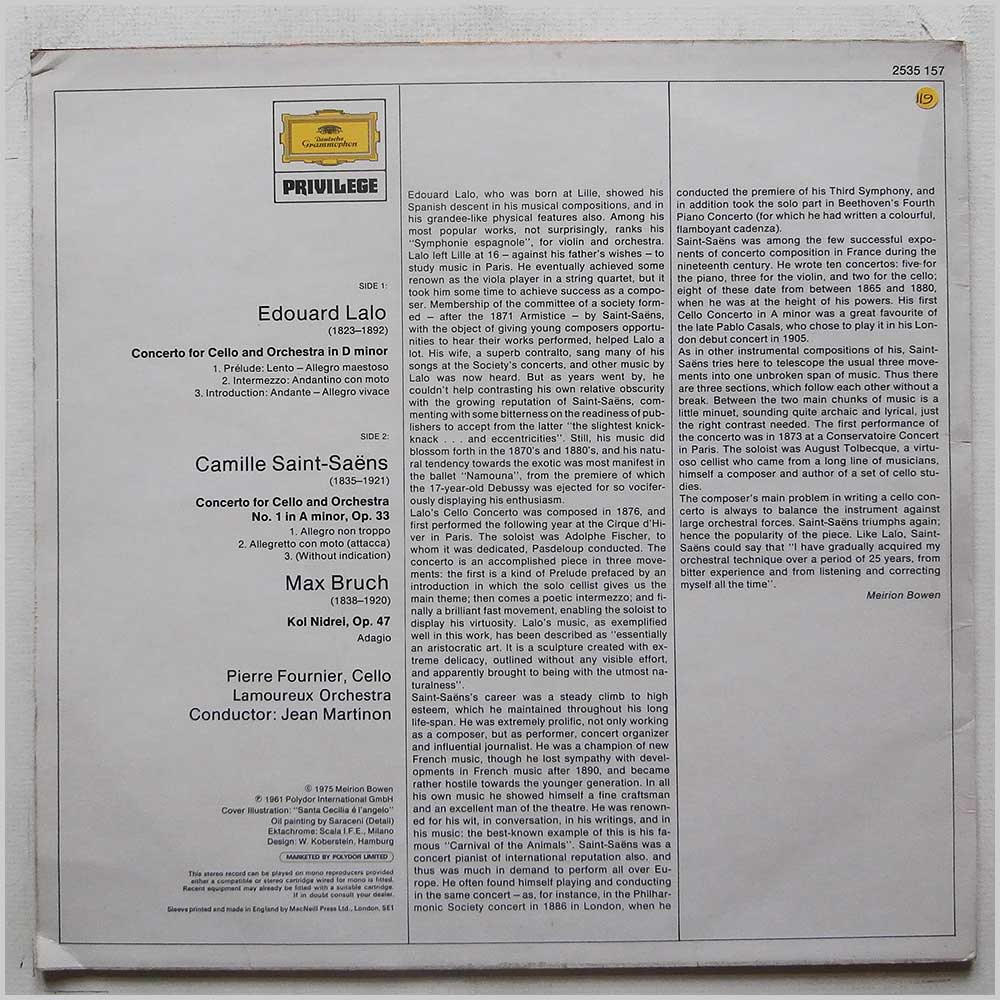 2535 157
119
Deutsche
Grammophon
PRIVILEGE
SIDE 1:
Edouard Lalo
(1823–1892)
Concerto for Cello and Orchestra in D minor
1. Prélude: Lento – Allegro maestoso
2. Intermezzo: Andantino con moto
3. Introduction: Andante – Allegro vivace
SIDE 2:
Camille Saint-Saëns
(1835–1921)
Concerto for Cello and Orchestra
No. 1 in A minor, Op. 33
1. Allegro non troppo
2. Allegretto con moto (attacca)
3. (Without indication)
Max Bruch
(1838–1920)
Kol Nidrei, Op. 47
Adagio
Pierre Fournier, Cello
Lamoureux Orchestra
Conductor: Jean Martinon
© 1975 Meirion Bowen
℗ 1961 Polydor International GmbH
Cover Illustration: "Santa Cecilia é l'angelo"
Oil painting by Saraceni (Detail)
Ektachrome: Scala I.F.E., Milano
Design: W. Koberstein, Hamburg
MARKETED BY POLYDOR LIMITED
This stereo record can be played on mono reproducers provided
either a compatible or stereo cartridge wired for mono is fitted.
Recent equipment may already be fitted with a suitable cartridge.
If in doubt consult your dealer.
Sleeve printed and made in England by MacNeill Press Ltd., London, SE1
Edouard Lalo, who was born at Lille, showed his
Spanish descent in his musical compositions, and in
his grandee-like physical features also. Among his
most popular works, not surprisingly, ranks his
"Symphonie espagnole", for violin and orchestra.
Lalo left Lille at 16 – against his father's wishes – to
study music in Paris. He eventually achieved some
renown as the viola player in a string quartet, but it
took him some time to achieve success as a compo-
ser. Membership of the committee of a society form-
ed – after the 1871 Armistice – by Saint-Saëns,
with the object of giving young composers opportu-
nities to hear their works performed, helped Lalo a
lot. His wife, a superb contralto, sang many of his
songs at the Society's concerts, and other music by
Lalo was now heard. But as years went by, he
couldn't help contrasting his own relative obscurity
with the growing reputation of Saint-Saëns, com-
menting with some bitterness on the readiness of pub-
lishers to accept from the latter "the slightest knick-
knack . . . and eccentricities". Still, his music did
blossom forth in the 1870's and 1880's, and his natu-
ral tendency towards the exotic was most manifest in
the ballet "Namouna", from the premiere of which
the 17-year-old Debussy was ejected for so vocifer-
ously displaying his enthusiasm.
Lalo's Cello Concerto was composed in 1876, and
first performed the following year at the Cirque d'Hi-
ver in Paris. The soloist was Adolphe Fischer, to
whom it was dedicated, Pasdeloup conducted. The
concerto is an accomplished piece in three move-
ments: the first is a kind of Prelude prefaced by an
introduction in which the solo cellist gives us the
main theme; then comes a poetic intermezzo; and fi-
nally a brilliant fast movement, enabling the soloist to
display his virtuosity. Lalo's music, as exemplified
well in this work, has been described as "essentially
an aristocratic art. It is a sculpture created with ex-
treme delicacy, outlined without any visible effort,
and apparently brought to being with the utmost na-
turalness".
Saint-Saëns's career was a steady climb to high
esteem, which he maintained throughout his long
life-span. He was extremely prolific, not only working
as a composer, but as performer, concert organizer
and influential journalist. He was a champion of new
French music, though he lost sympathy with devel-
opments in French music after 1890, and became
rather hostile towards the younger generation. In all
his own music he showed himself a fine craftsman
and an excellent man of the theatre. He was renown-
ed for his wit, in conversation, in his writings, and in
his music: the best-known example of this is his fa-
mous "Carnival of the Animals". Saint-Saëns was a
concert pianist of international reputation also, and
thus was much in demand to perform all over Eu-
rope. He often found himself playing and conducting
in the same concert – as, for instance, in the Philhar-
monic Society concert in 1886 in London, when he
conducted the premiere of his Third Symphony, and
in addition took the solo part in Beethoven's Fourth
Piano Concerto (for which he had written a colourful,
flamboyant cadenza).
Saint-Saëns was among the few successful expo-
nents of concerto composition in France during the
nineteenth century. He wrote ten concertos: five for
the piano, three for the violin, and two for the cello;
eight of these date from between 1865 and 1880,
when he was at the height of his powers. His first
Cello Concerto in A minor was a great favourite of
the late Pablo Casals, who chose to play it in his Lon-
don debut concert in 1905.
As in other instrumental compositions of his, Saint-
Saëns tries here to telescope the usual three move-
ments into one unbroken span of music. Thus there
are three sections, which follow each other without a
break. Between the two main chunks of music is a
little minuet, sounding quite archaic and lyrical, just
the right contrast needed. The first performance of
the concerto was in 1873 at a Conservatoire Concert
in Paris. The soloist was August Tolbecque, a virtu-
oso cellist who came from a long line of musicians,
himself a composer and author of a set of cello stu-
dies.
The composer's main problem in writing a cello con-
certo is always to balance the instrument against
large orchestral forces. Saint-Saëns triumphs again;
hence the popularity of the piece. Like Lalo, Saint-
Saëns could say that "I have gradually acquired my
orchestral technique over a period of 25 years, from
bitter experience and from listening and correcting
myself all the time".
Meirion Bowen